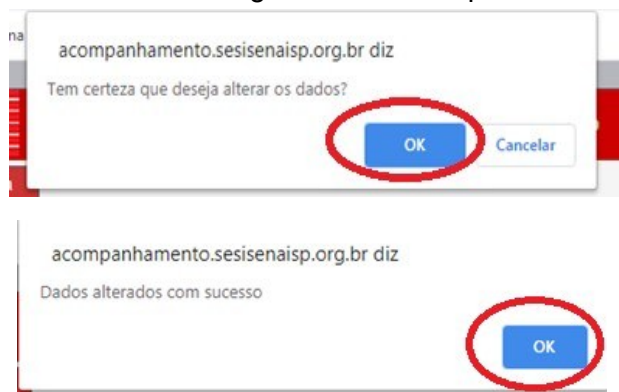 na
acompanhamento.sesisenaisp.org.br diz
Tem certeza que deseja alterar os dados?
OK
Cancelar
acompanhamento.sesisenaisp.org.br diz
Dados alterados com sucesso
OK